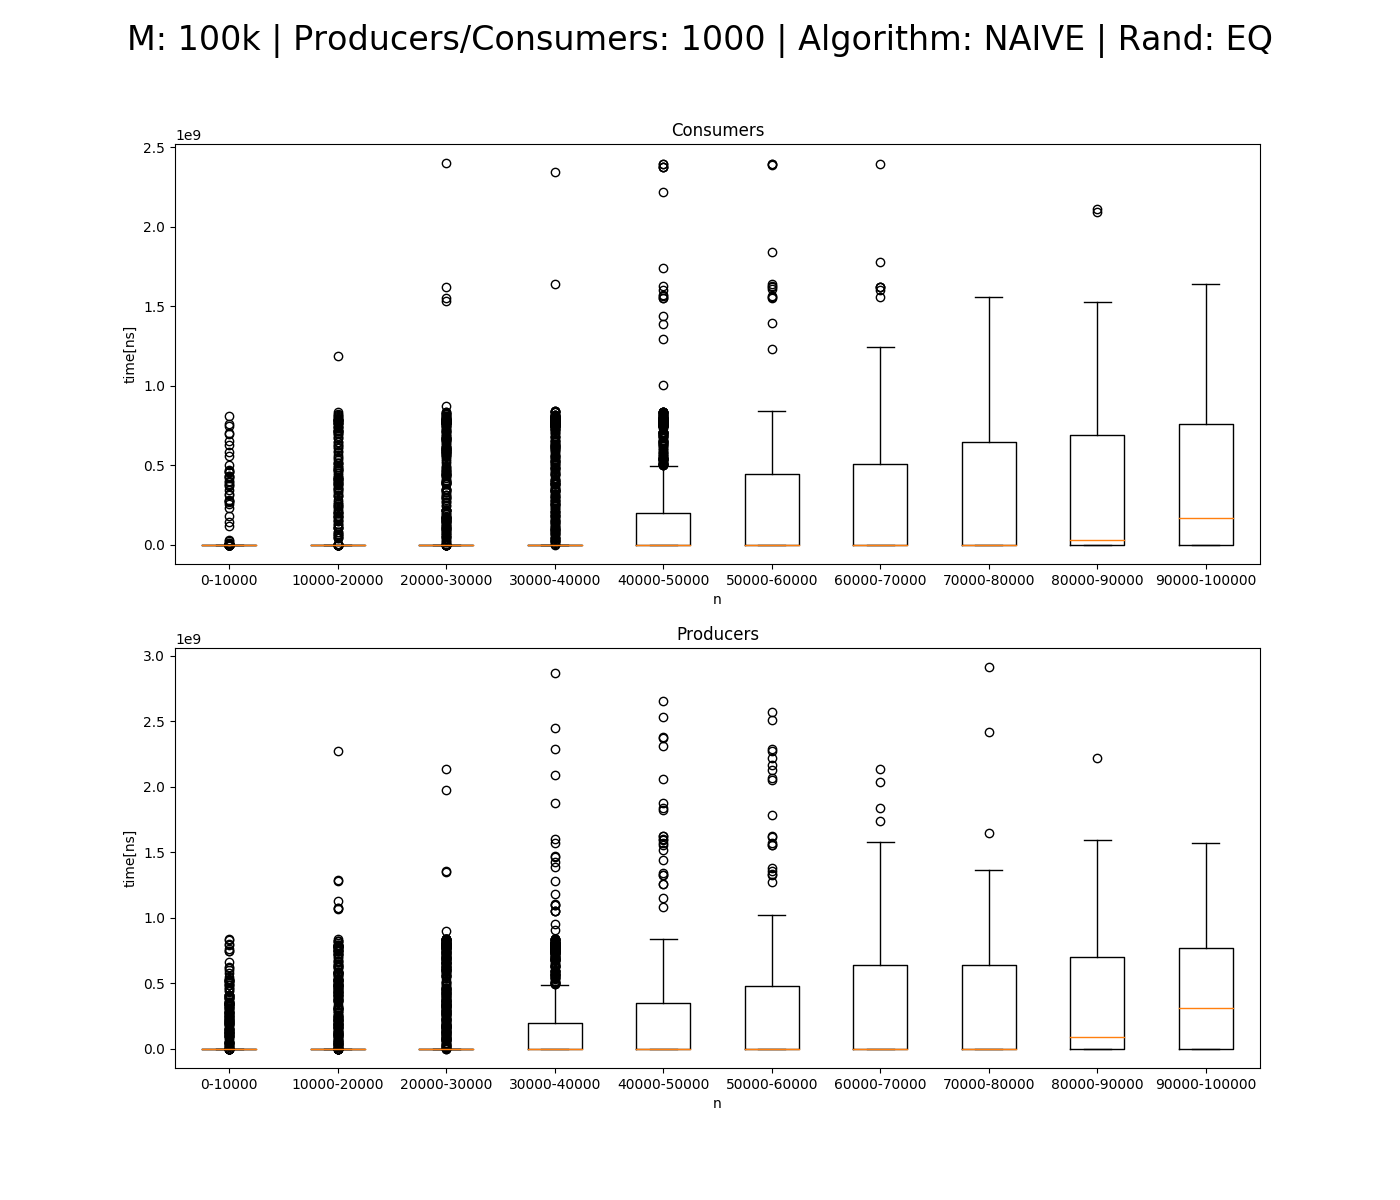 M: 100k | Producers/Consumers: 1000 | Algorithm: NAIVE | Rand: EQ
Consumers
1e9
2.5
2.0
1.5
1.0
0.5
0.0
time[ns]
0-10000 10000-20000 20000-30000 30000-40000 40000-50000 50000-60000 60000-70000 70000-80000 80000-90000 90000-100000
n
Producers
1e9
3.0
2.5
2.0
1.5
1.0
0.5
0.0
time[ns]
0-10000 10000-20000 20000-30000 30000-40000 40000-50000 50000-60000 60000-70000 70000-80000 80000-90000 90000-100000
n